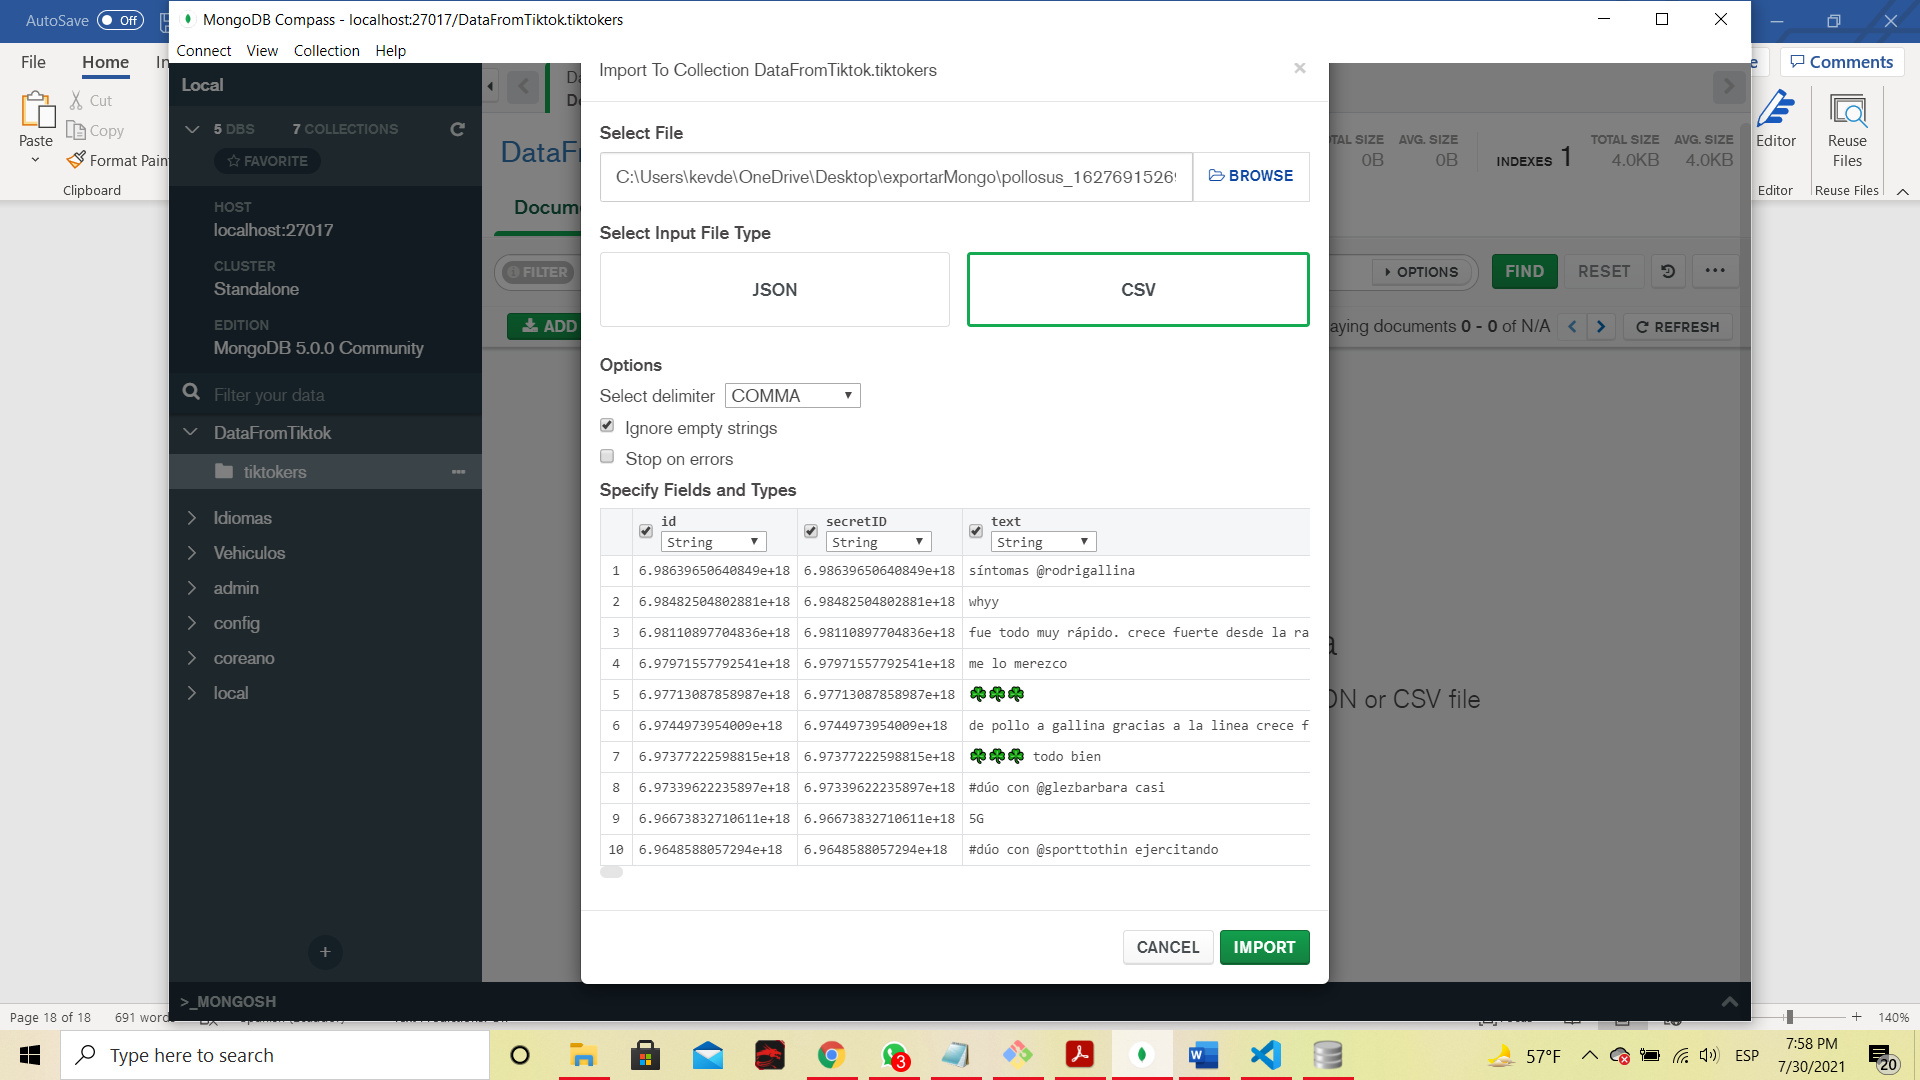 AutoSave Off
MongoDB Compass - localhost:27017/DataFromTiktok.tiktokers
Connect View Collection Help
File Home
Comments
Paste
Cut
Copy
Format Pain
Clipboard
Editor
Reuse Files
Editor
Reuse Files
Local
5 DBS 7 COLLECTIONS
FAVORITE
HOST
localhost:27017
CLUSTER
Standalone
EDITION
MongoDB 5.0.0 Community
Filter your data
DataFromTiktok
tiktokers
Idiomas
Vehiculos
admin
config
coreano
local
>_MONGOSH
DataF
Docum
FILTER
ADD
AVG. SIZE
0B 0B
INDEXES 1
TOTAL SIZE AVG. SIZE
4.0KB 4.0KB
OPTIONS
FIND
RESET
aying documents 0 - 0 of N/A
REFRESH
ON or CSV file
Import To Collection DataFromTiktok.tiktokers
Select File
C:\Users\kevde\OneDrive\Desktop\exportarMongo\pollosus_1627691526
BROWSE
Select Input File Type
JSON
CSV
Options
Select delimiter COMMA
Ignore empty strings
Stop on errors
Specify Fields and Types
id secretID text
String String String
1 6.98639650640849e+18 6.98639650640849e+18 síntomas @rodrigallina
2 6.98482504802881e+18 6.98482504802881e+18 whyy
3 6.98110897704836e+18 6.98110897704836e+18 fue todo muy rápido. crece fuerte desde la ra
4 6.97971557792541e+18 6.97971557792541e+18 me lo merezco
5 6.97713087858987e+18 6.97713087858987e+18 ☘☘☘
6 6.9744973954009e+18 6.9744973954009e+18 de pollo a gallina gracias a la linea crece f
7 6.97377222598815e+18 6.97377222598815e+18 ☘☘☘ todo bien
8 6.97339622235897e+18 6.97339622235897e+18 #dúo con @glezbarbara casi
9 6.96673832710611e+18 6.96673832710611e+18 5G
10 6.9648588057294e+18 6.9648588057294e+18 #dúo con @sporttothin ejercitando
CANCEL
IMPORT
Page 18 of 18 691 words
140%
Type here to search
3
57°F
ESP
7:58 PM
7/30/2021
20